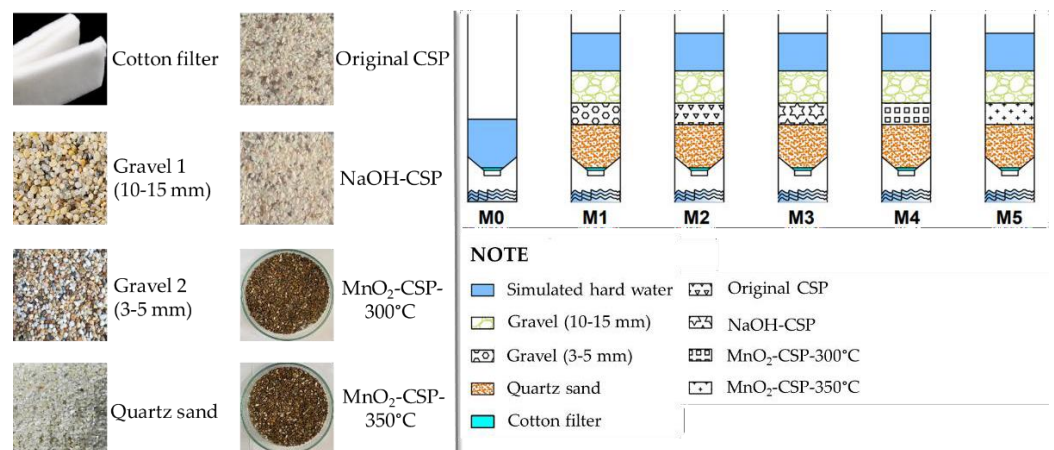 Cotton filter
Original CSP
Gravel 1
(10-15 mm)
NaOH-CSP
Gravel 2
(3-5 mm)
MnO₂-CSP-
300°C
Quartz sand
MnO₂-CSP-
350°C
M0 M1 M2 M3 M4 M5
NOTE
Simulated hard water
Original CSP
Gravel (10-15 mm)
NaOH-CSP
Gravel (3-5 mm)
MnO₂-CSP-300°C
Quartz sand
MnO₂-CSP-350°C
Cotton filter